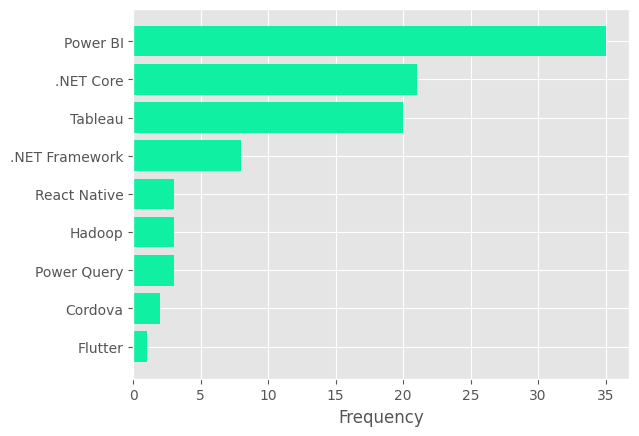 Power BI
.NET Core
Tableau
.NET Framework
React Native
Hadoop
Power Query
Cordova
Flutter
0 5 10 15 20 25 30 35
Frequency